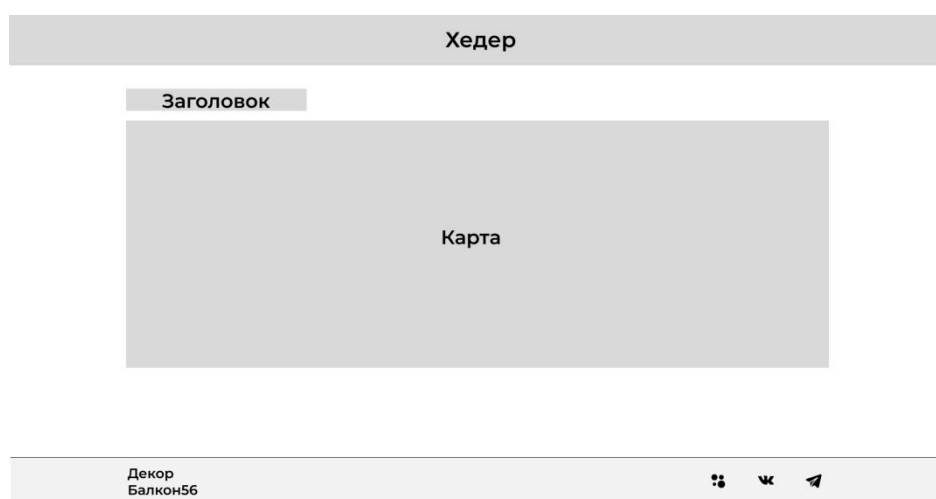 Хедер
Заголовок
Карта
Декор
Балкон56